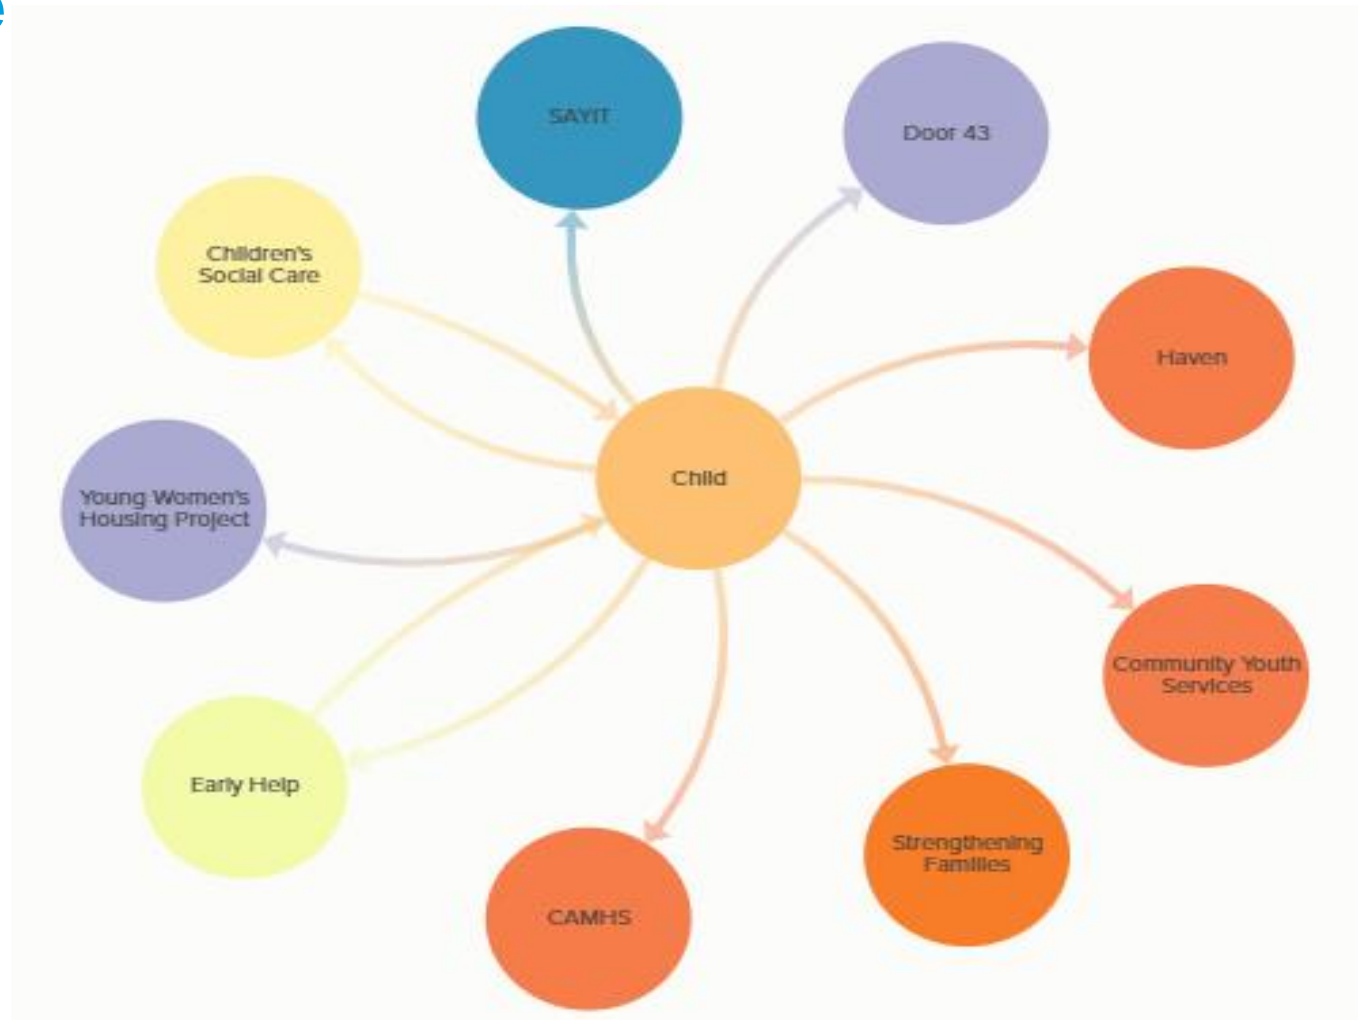 e
SAYiT
Door 43
Children's
Social Care
Haven
Child
Young Women's
Housing Project
Community Youth
Services
Early Help
Strengthening
Families
CAMHS